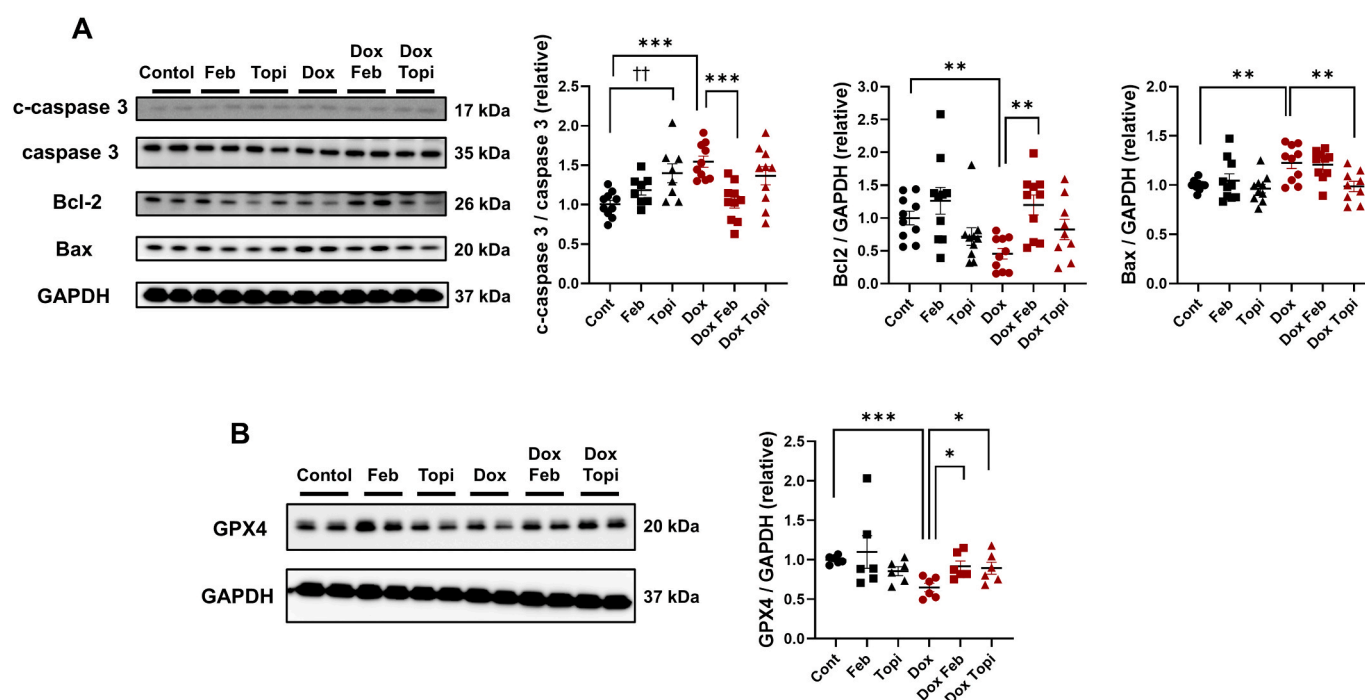 A
Contol Feb Topi Dox Dox Feb Dox Topi
c-caspase 3 17 kDa
caspase 3 35 kDa
Bcl-2 26 kDa
Bax 20 kDa
GAPDH 37 kDa
c-caspase 3 / caspase 3 (relative)
2.5
2.0
1.5
1.0
0.5
0.0
***
††
***
Cont Feb Topi Dox Dox Feb Dox Topi
Bcl2 / GAPDH (relative)
3.0
2.5
2.0
1.5
1.0
0.5
0.0
**
**
Cont Feb Topi Dox Dox Feb Dox Topi
Bax / GAPDH (relative)
2.0
1.5
1.0
0.5
0.0
** **
Cont Feb Topi Dox Dox Feb Dox Topi
B
Contol Feb Topi Dox Dox Feb Dox Topi
GPX4 20 kDa
GAPDH 37 kDa
GPX4 / GAPDH (relative)
2.5
2.0
1.5
1.0
0.5
0.0
*** *
*
Cont Feb Topi Dox Dox Feb Dox Topi